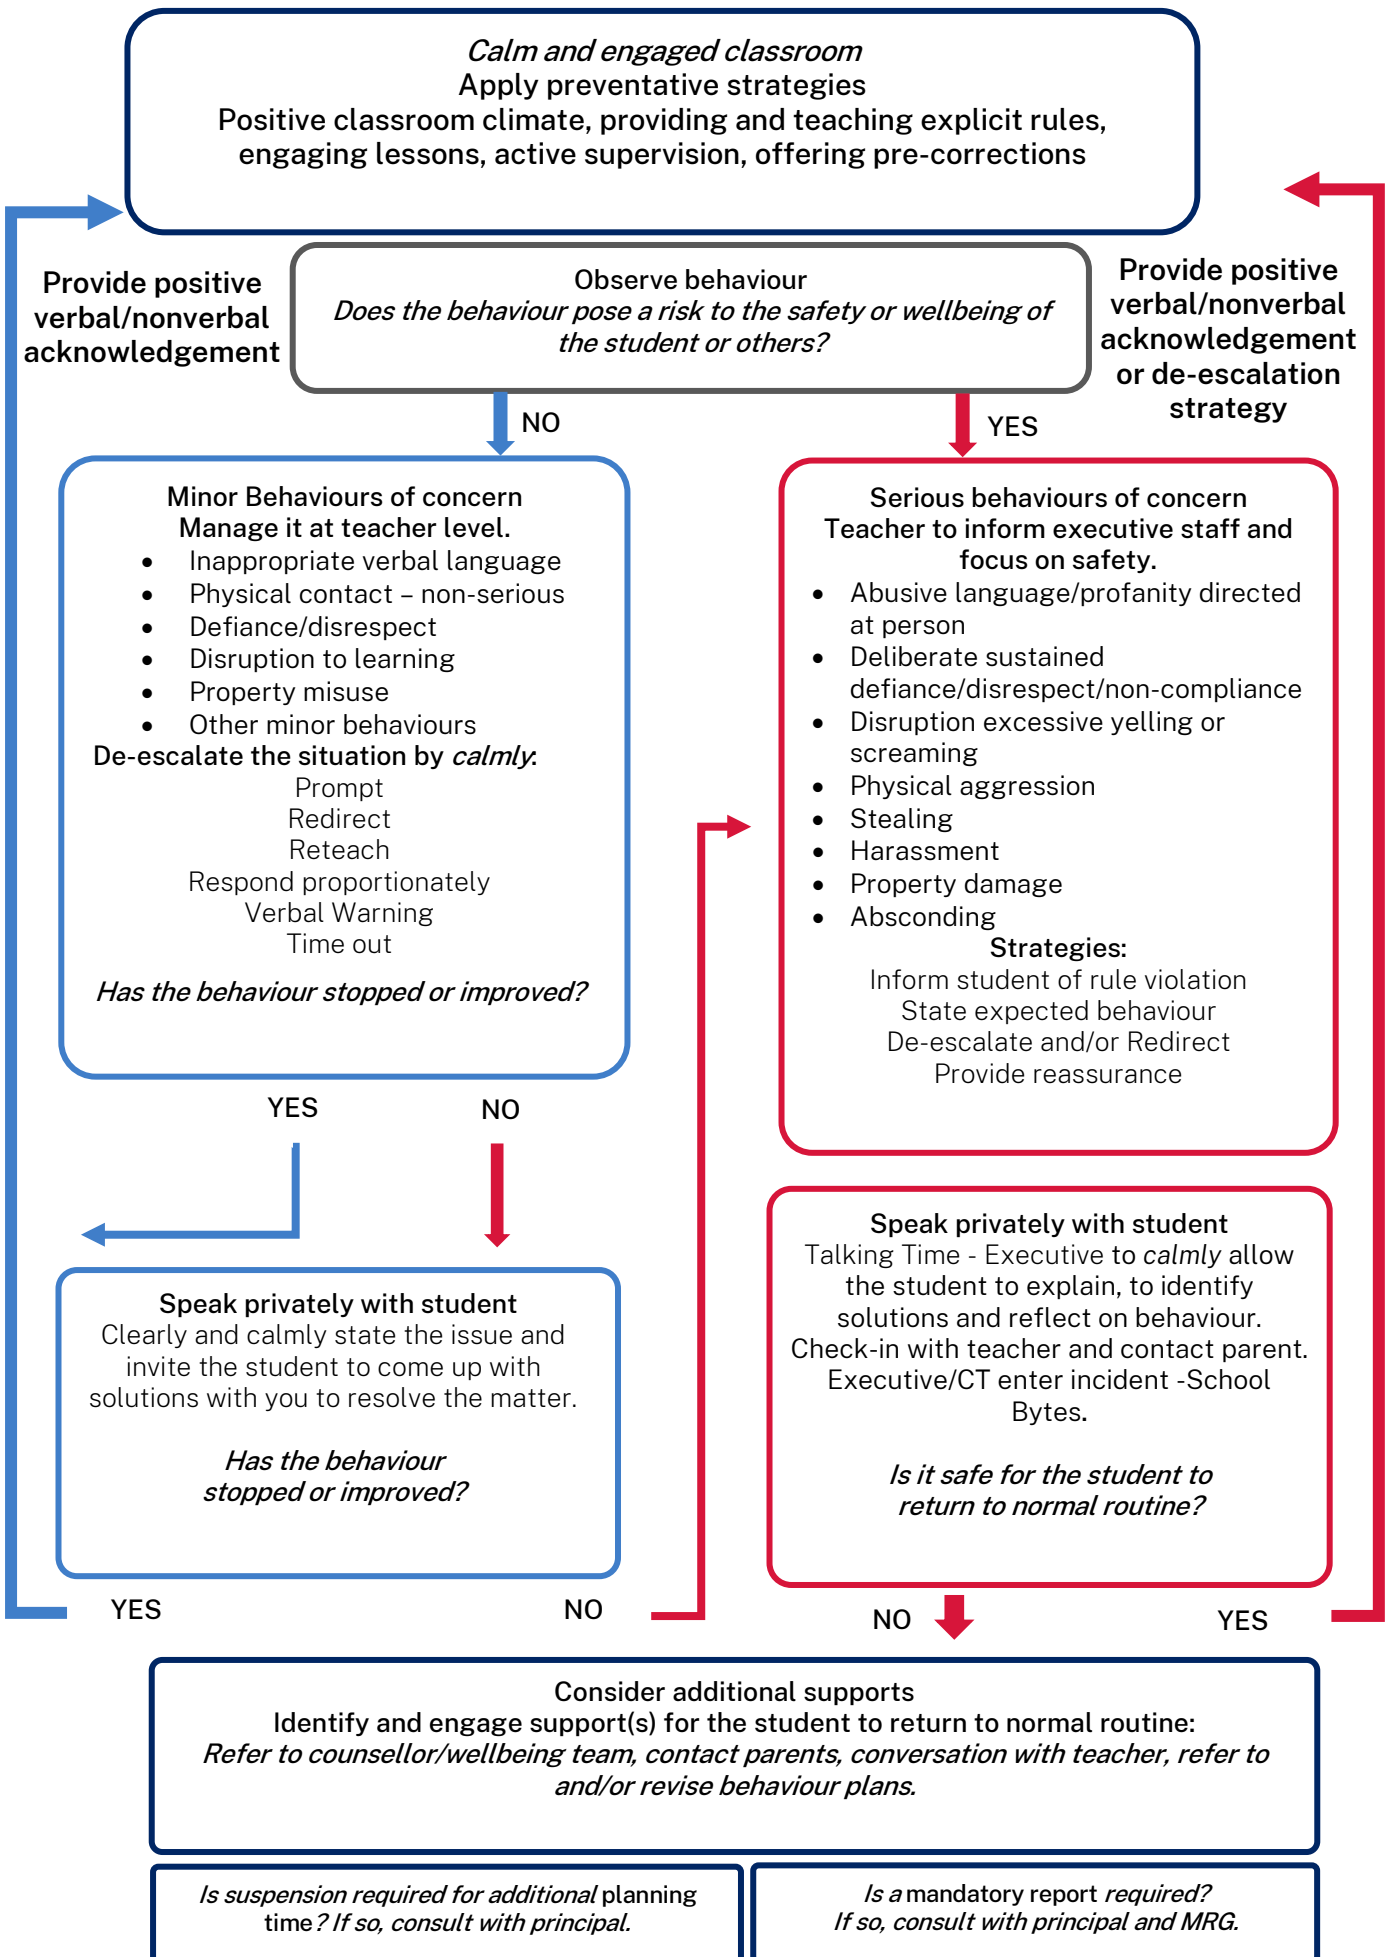 Calm and engaged classroom
Apply preventative strategies
Positive classroom climate, providing and teaching explicit rules,
engaging lessons, active supervision, offering pre-corrections
Provide positive
verbal/nonverbal
acknowledgement
Observe behaviour
Does the behaviour pose a risk to the safety or wellbeing of
the student or others?
Provide positive
verbal/nonverbal
acknowledgement
or de-escalation
strategy
NO
YES
Minor Behaviours of concern
Manage it at teacher level.
• Inappropriate verbal language
• Physical contact – non-serious
• Defiance/disrespect
• Disruption to learning
• Property misuse
• Other minor behaviours
De-escalate the situation by calmly:
Prompt
Redirect
Reteach
Respond proportionately
Verbal Warning
Time out
Has the behaviour stopped or improved?
Serious behaviours of concern
Teacher to inform executive staff and
focus on safety.
• Abusive language/profanity directed
at person
• Deliberate sustained
defiance/disrespect/non-compliance
• Disruption excessive yelling or
screaming
• Physical aggression
• Stealing
• Harassment
• Property damage
• Absconding
Strategies:
Inform student of rule violation
State expected behaviour
De-escalate and/or Redirect
Provide reassurance
YES
NO
Speak privately with student
Clearly and calmly state the issue and
invite the student to come up with
solutions with you to resolve the matter.
Has the behaviour
stopped or improved?
Speak privately with student
Talking Time - Executive to calmly allow
the student to explain, to identify
solutions and reflect on behaviour.
Check-in with teacher and contact parent.
Executive/CT enter incident -School
Bytes.
Is it safe for the student to
return to normal routine?
YES
NO
NO
YES
Consider additional supports
Identify and engage support(s) for the student to return to normal routine:
Refer to counsellor/wellbeing team, contact parents, conversation with teacher, refer to
and/or revise behaviour plans.
Is suspension required for additional planning
time? If so, consult with principal.
Is a mandatory report required?
If so, consult with principal and MRG.